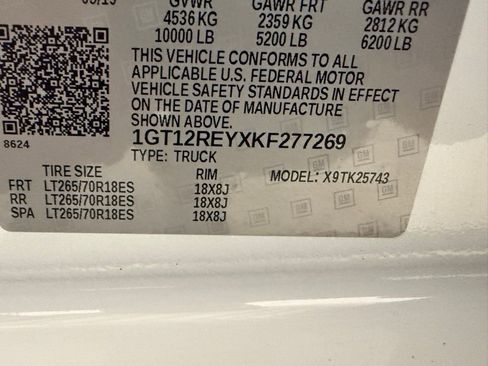 GVWR GAWR FRT GAWR RR
4536 KG 2359 KG 2812 KG
10000 LB 5200 LB 6200 LB
THIS VEHICLE CONFORMS TO ALL
APPLICABLE U.S. FEDERAL MOTOR
VEHICLE SAFETY STANDARDS IN EFFECT
ON THE DATE OF MANUFACTURE
SHOWN ABOVE.
8624
1GT12REYXKF277269
TYPE: TRUCK
TIRE SIZE RIM MODEL: X9TK25743
FRT LT265/70R18ES 18X8J
RR LT265/70R18ES 18X8J
SPA LT265/70R18ES 18X8J
GM